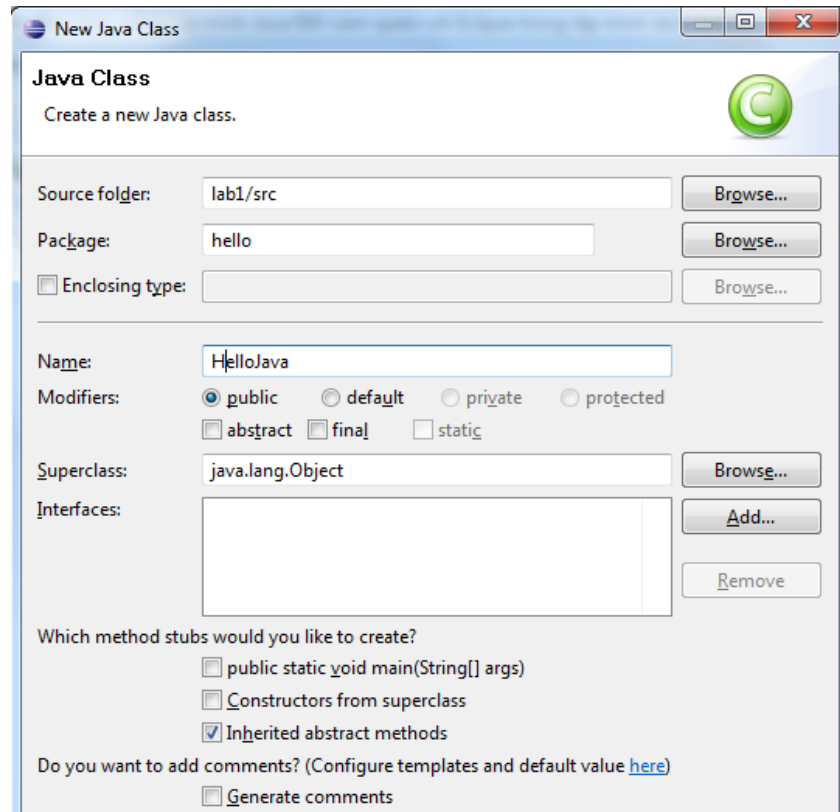 New Java Class
Java Class
Create a new Java class.
Source folder: lab1/src Browse...
Package: hello Browse...
Enclosing type: Browse...
Name: HelloJava
Modifiers: public default private protected
abstract final static
Superclass: java.lang.Object Browse...
Interfaces: Add...
Remove
Which method stubs would you like to create?
public static void main(String[] args)
Constructors from superclass
Inherited abstract methods
Do you want to add comments? (Configure templates and default value here)
Generate comments